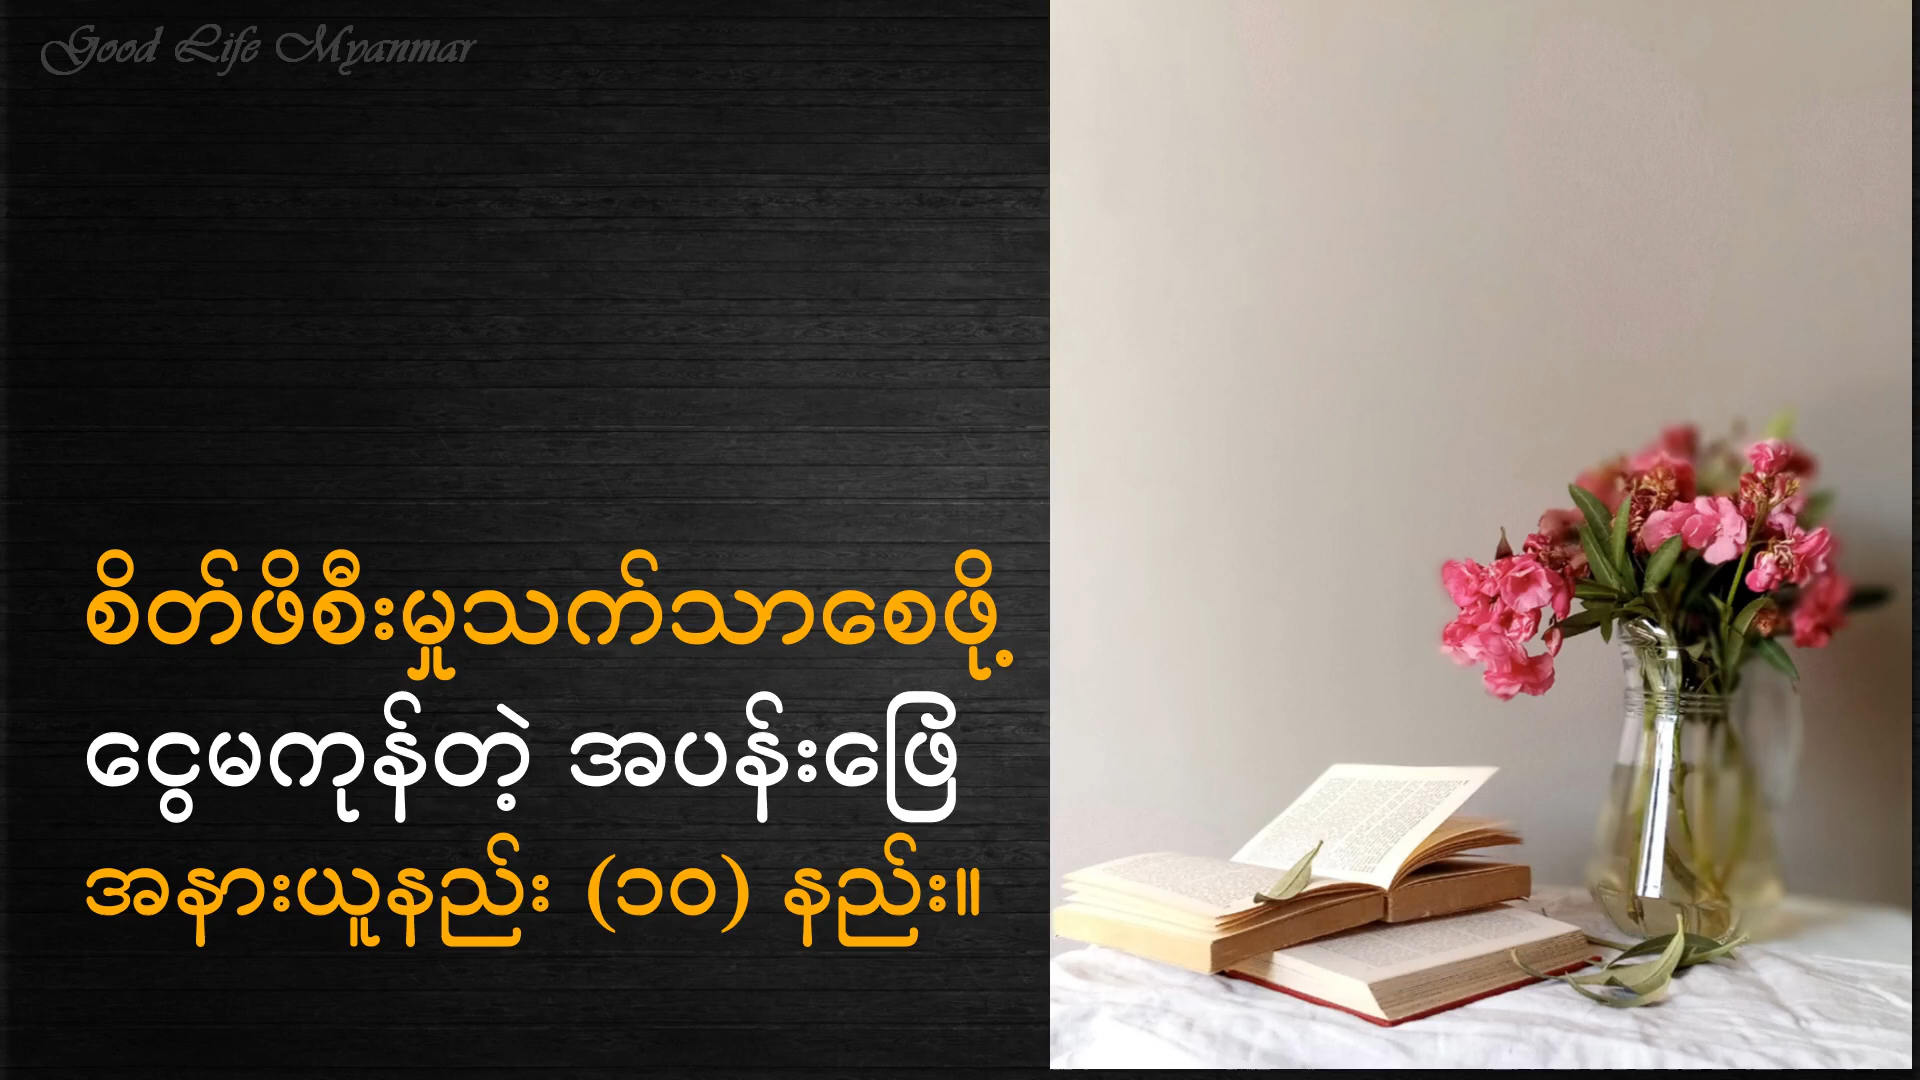 Good Life Myanmar
စိတ်ဖိစီးမှုသက်သာစေဖို့
ငွေမကုန်တဲ့ အပန်းဖြေ
အနားယူနည်း (၁၀) နည်း။